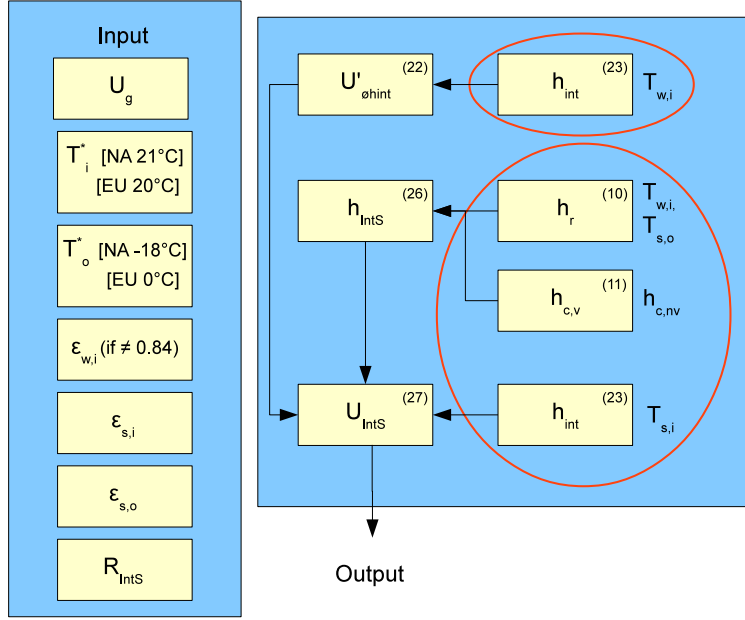 Input
U_g
T*_i [NA 21°C]
[EU 20°C]
T*_o [NA -18°C]
[EU 0°C]
ε_w,i (if ≠ 0.84)
ε_s,i
ε_s,o
R_IntS
(22)
U'_øhint
(23)
h_int
T_w,i
(26)
h_IntS
(10)
h_r
T_w,i,
T_s,o
(11)
h_c,v
h_c,nv
(27)
U_IntS
(23)
h_int
T_s,i
Output